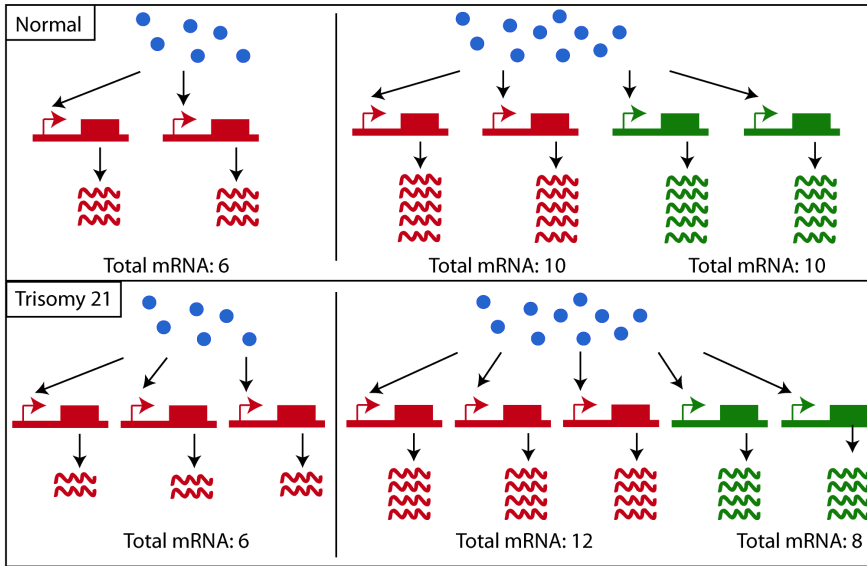 Normal
Total mRNA: 6
Total mRNA: 10
Total mRNA: 10
Trisomy 21
Total mRNA: 6
Total mRNA: 12
Total mRNA: 8